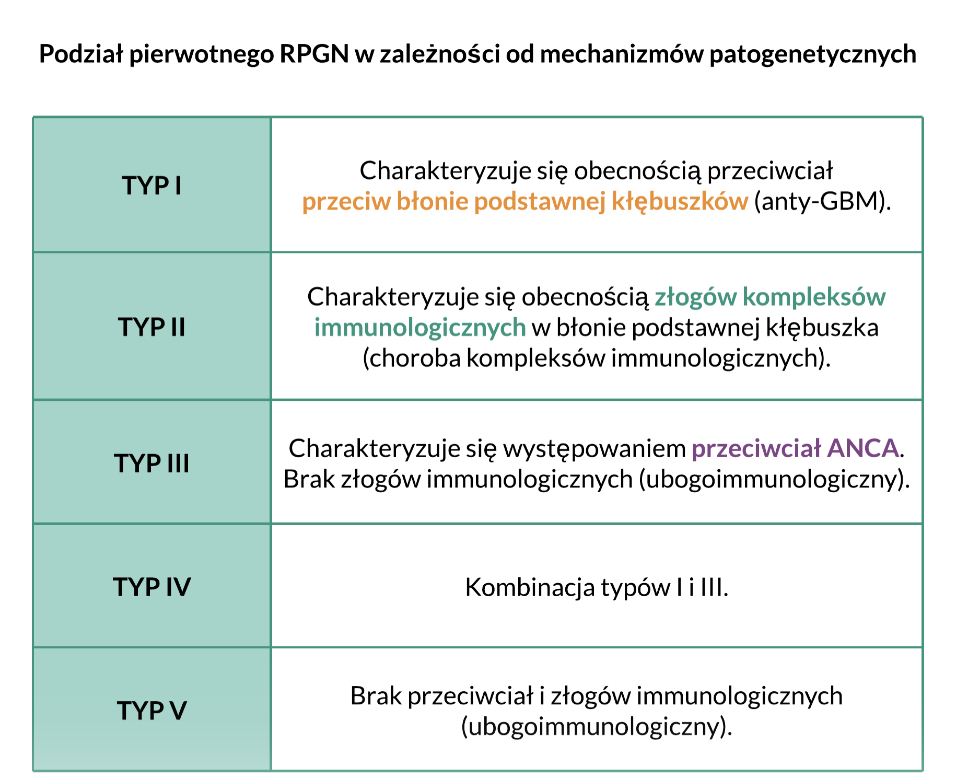 Podział pierwotnego RPGN w zależności od mechanizmów patogenetycznych
TYP I
Charakteryzuje się obecnością przeciwciał
przeciw błonie podstawnej kłębuszków (anty-GBM).
TYP II
Charakteryzuje się obecnością złogów kompleksów
immunologicznych w błonie podstawnej kłębuszka
(choroba kompleksów immunologicznych).
TYP III
Charakteryzuje się występowaniem przeciwciał ANCA.
Brak złogów immunologicznych (ubogoimmunologiczny).
TYP IV
Kombinacja typów I i III.
TYP V
Brak przeciwciał i złogów immunologicznych
(ubogoimmunologiczny).